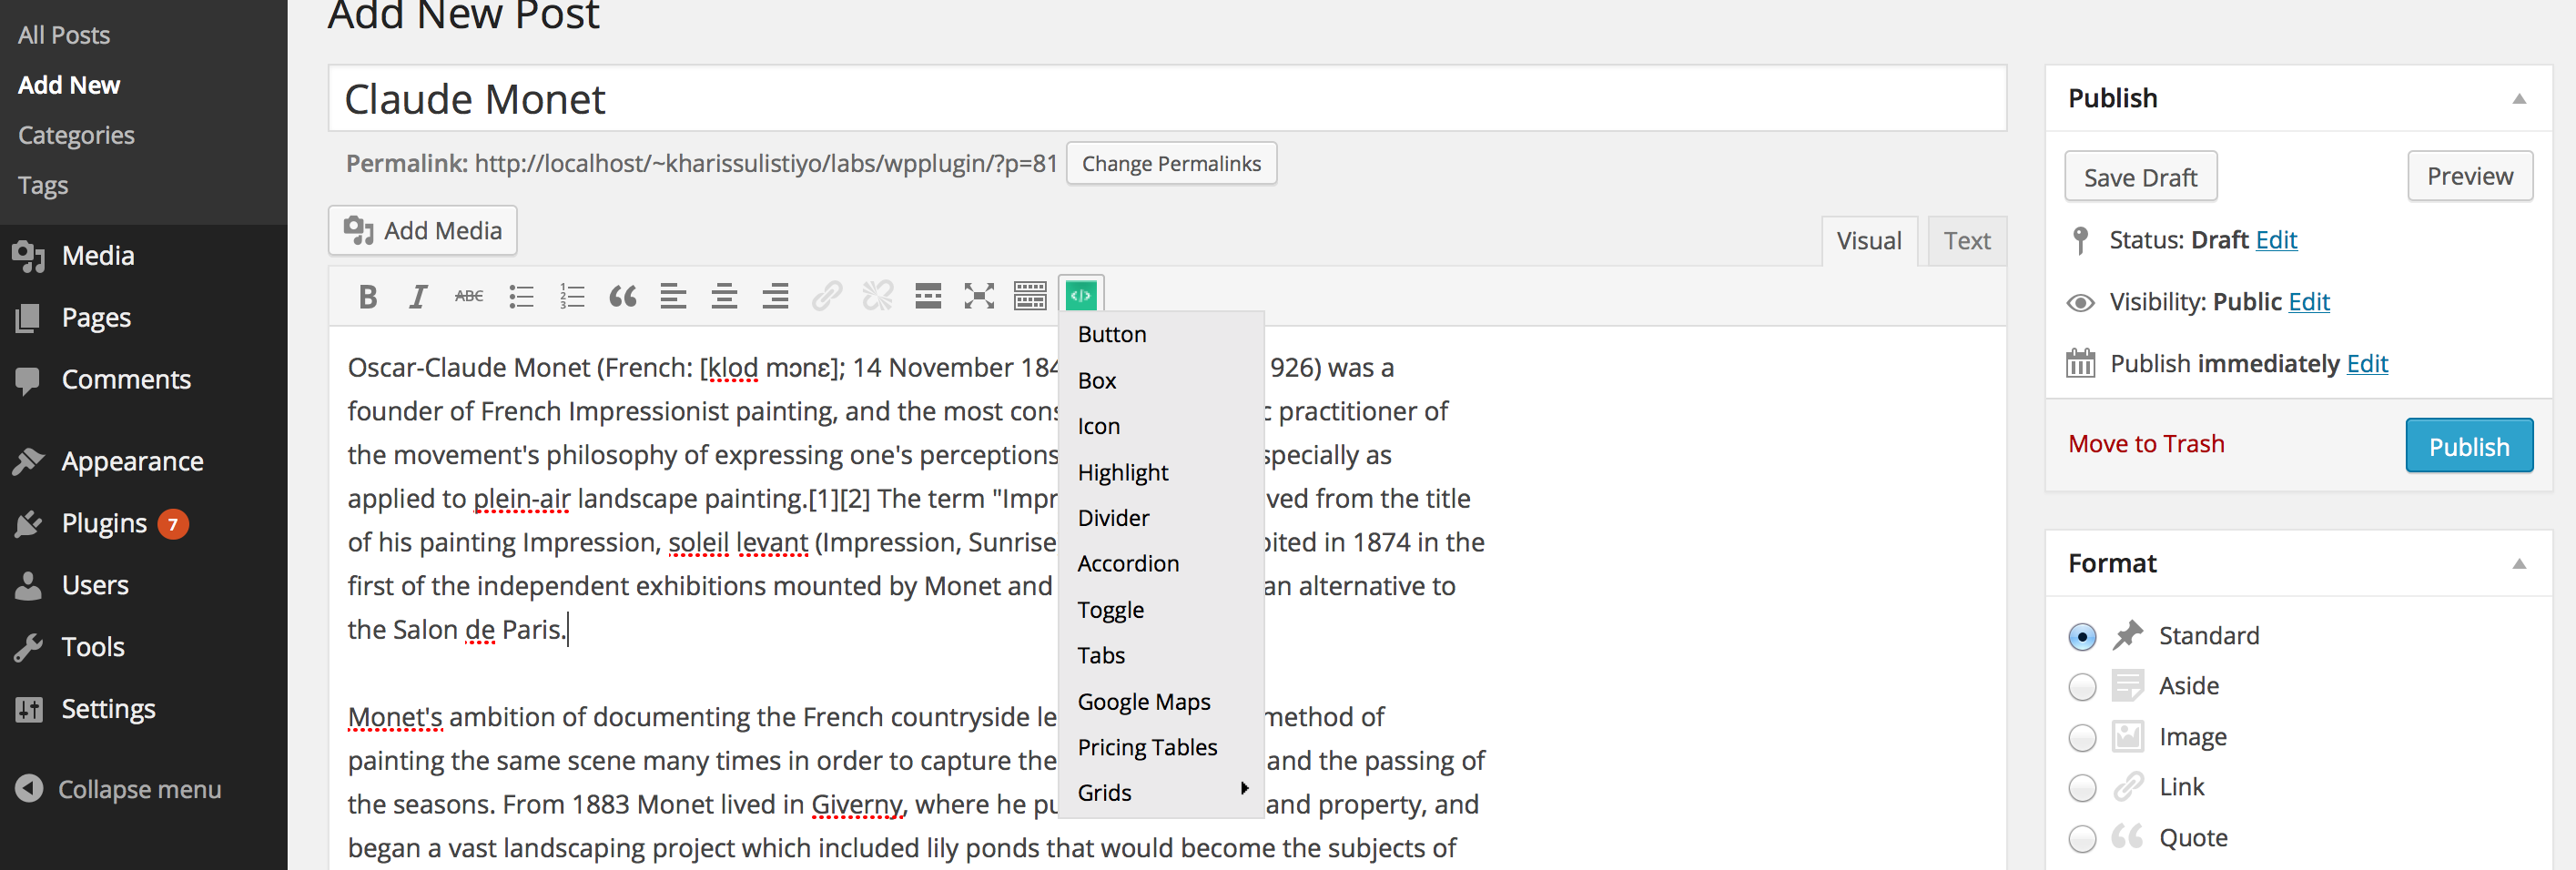 All Posts
Add New
Categories
Tags
Media
Pages
Comments
Appearance
Plugins 7
Users
Tools
Settings
Collapse menu
Add New Post
Claude Monet
Permalink: http://localhost/~kharissulistiyo/labs/wpplugin/?p=81 Change Permalinks
Add Media
Visual Text
B I ABC
Oscar-Claude Monet (French: [klod mɔnɛ]; 14 November 184 926) was a
founder of French Impressionist painting, and the most cons c practitioner of
the movement's philosophy of expressing one's perceptions specially as
applied to plein-air landscape painting.[1][2] The term "Impr ved from the title
of his painting Impression, soleil levant (Impression, Sunrise bited in 1874 in the
first of the independent exhibitions mounted by Monet and an alternative to
the Salon de Paris.
Monet's ambition of documenting the French countryside le method of
painting the same scene many times in order to capture the and the passing of
the seasons. From 1883 Monet lived in Giverny, where he pu and property, and
began a vast landscaping project which included lily ponds that would become the subjects of
Button
Box
Icon
Highlight
Divider
Accordion
Toggle
Tabs
Google Maps
Pricing Tables
Grids
Publish
Save Draft Preview
Status: Draft Edit
Visibility: Public Edit
Publish immediately Edit
Move to Trash Publish
Format
Standard
Aside
Image
Link
Quote